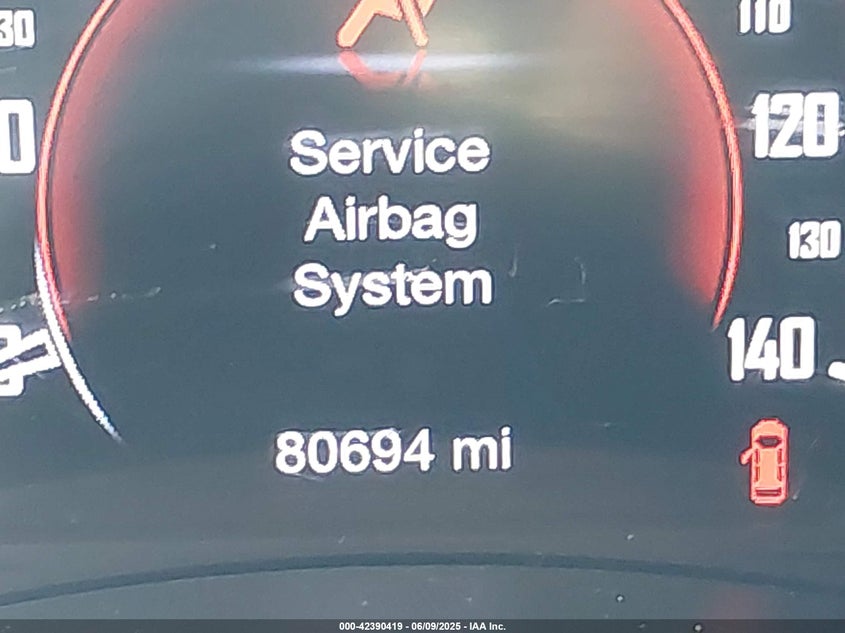 110
120
Service
Airbag
130
System
140
80694 mi
000-42390419 - 06/09/2025 - IAA Inc.